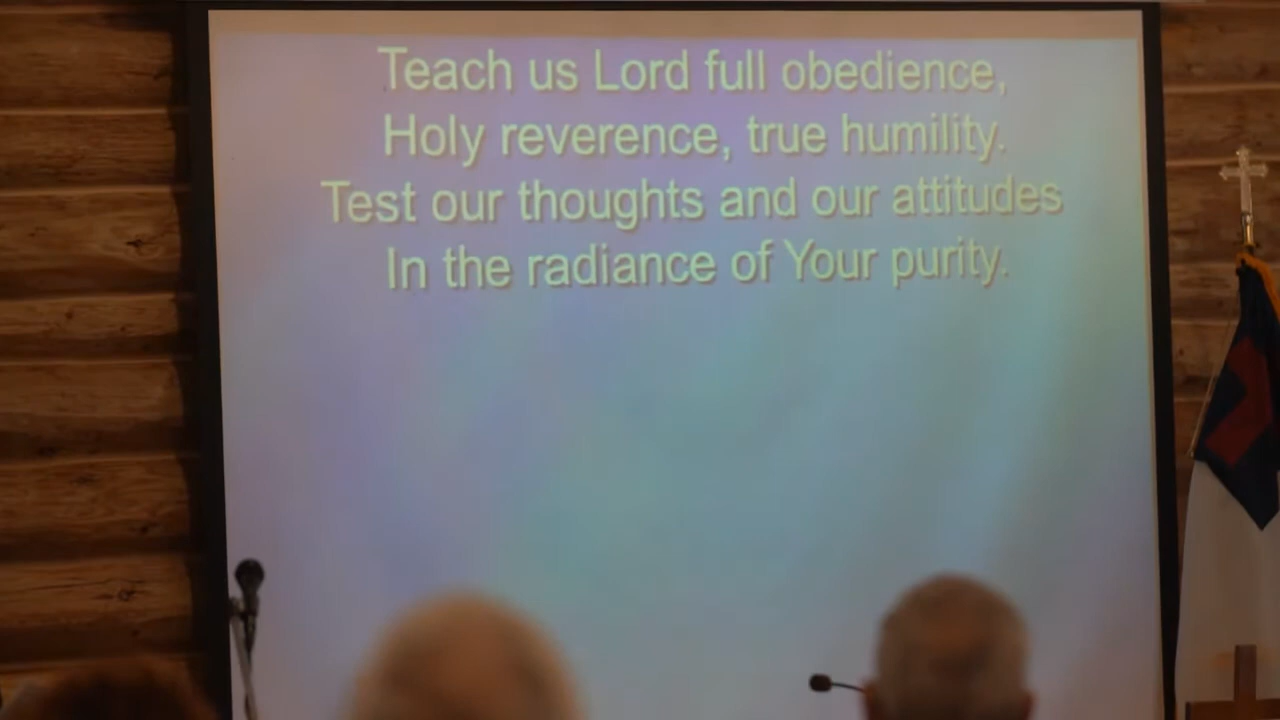 Teach us Lord full obedience,
Holy reverence, true humility.
Test our thoughts and our attitudes
In the radiance of Your purity.